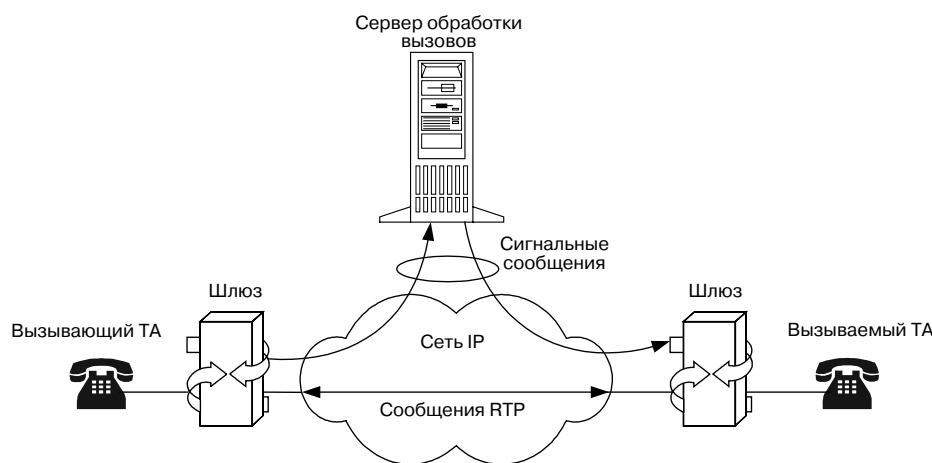 Сервер обработки
вызовов
Сигнальные
сообщения
Шлюз
Шлюз
Вызывающий ТА
Сеть IP
Вызываемый ТА
Сообщения RTP